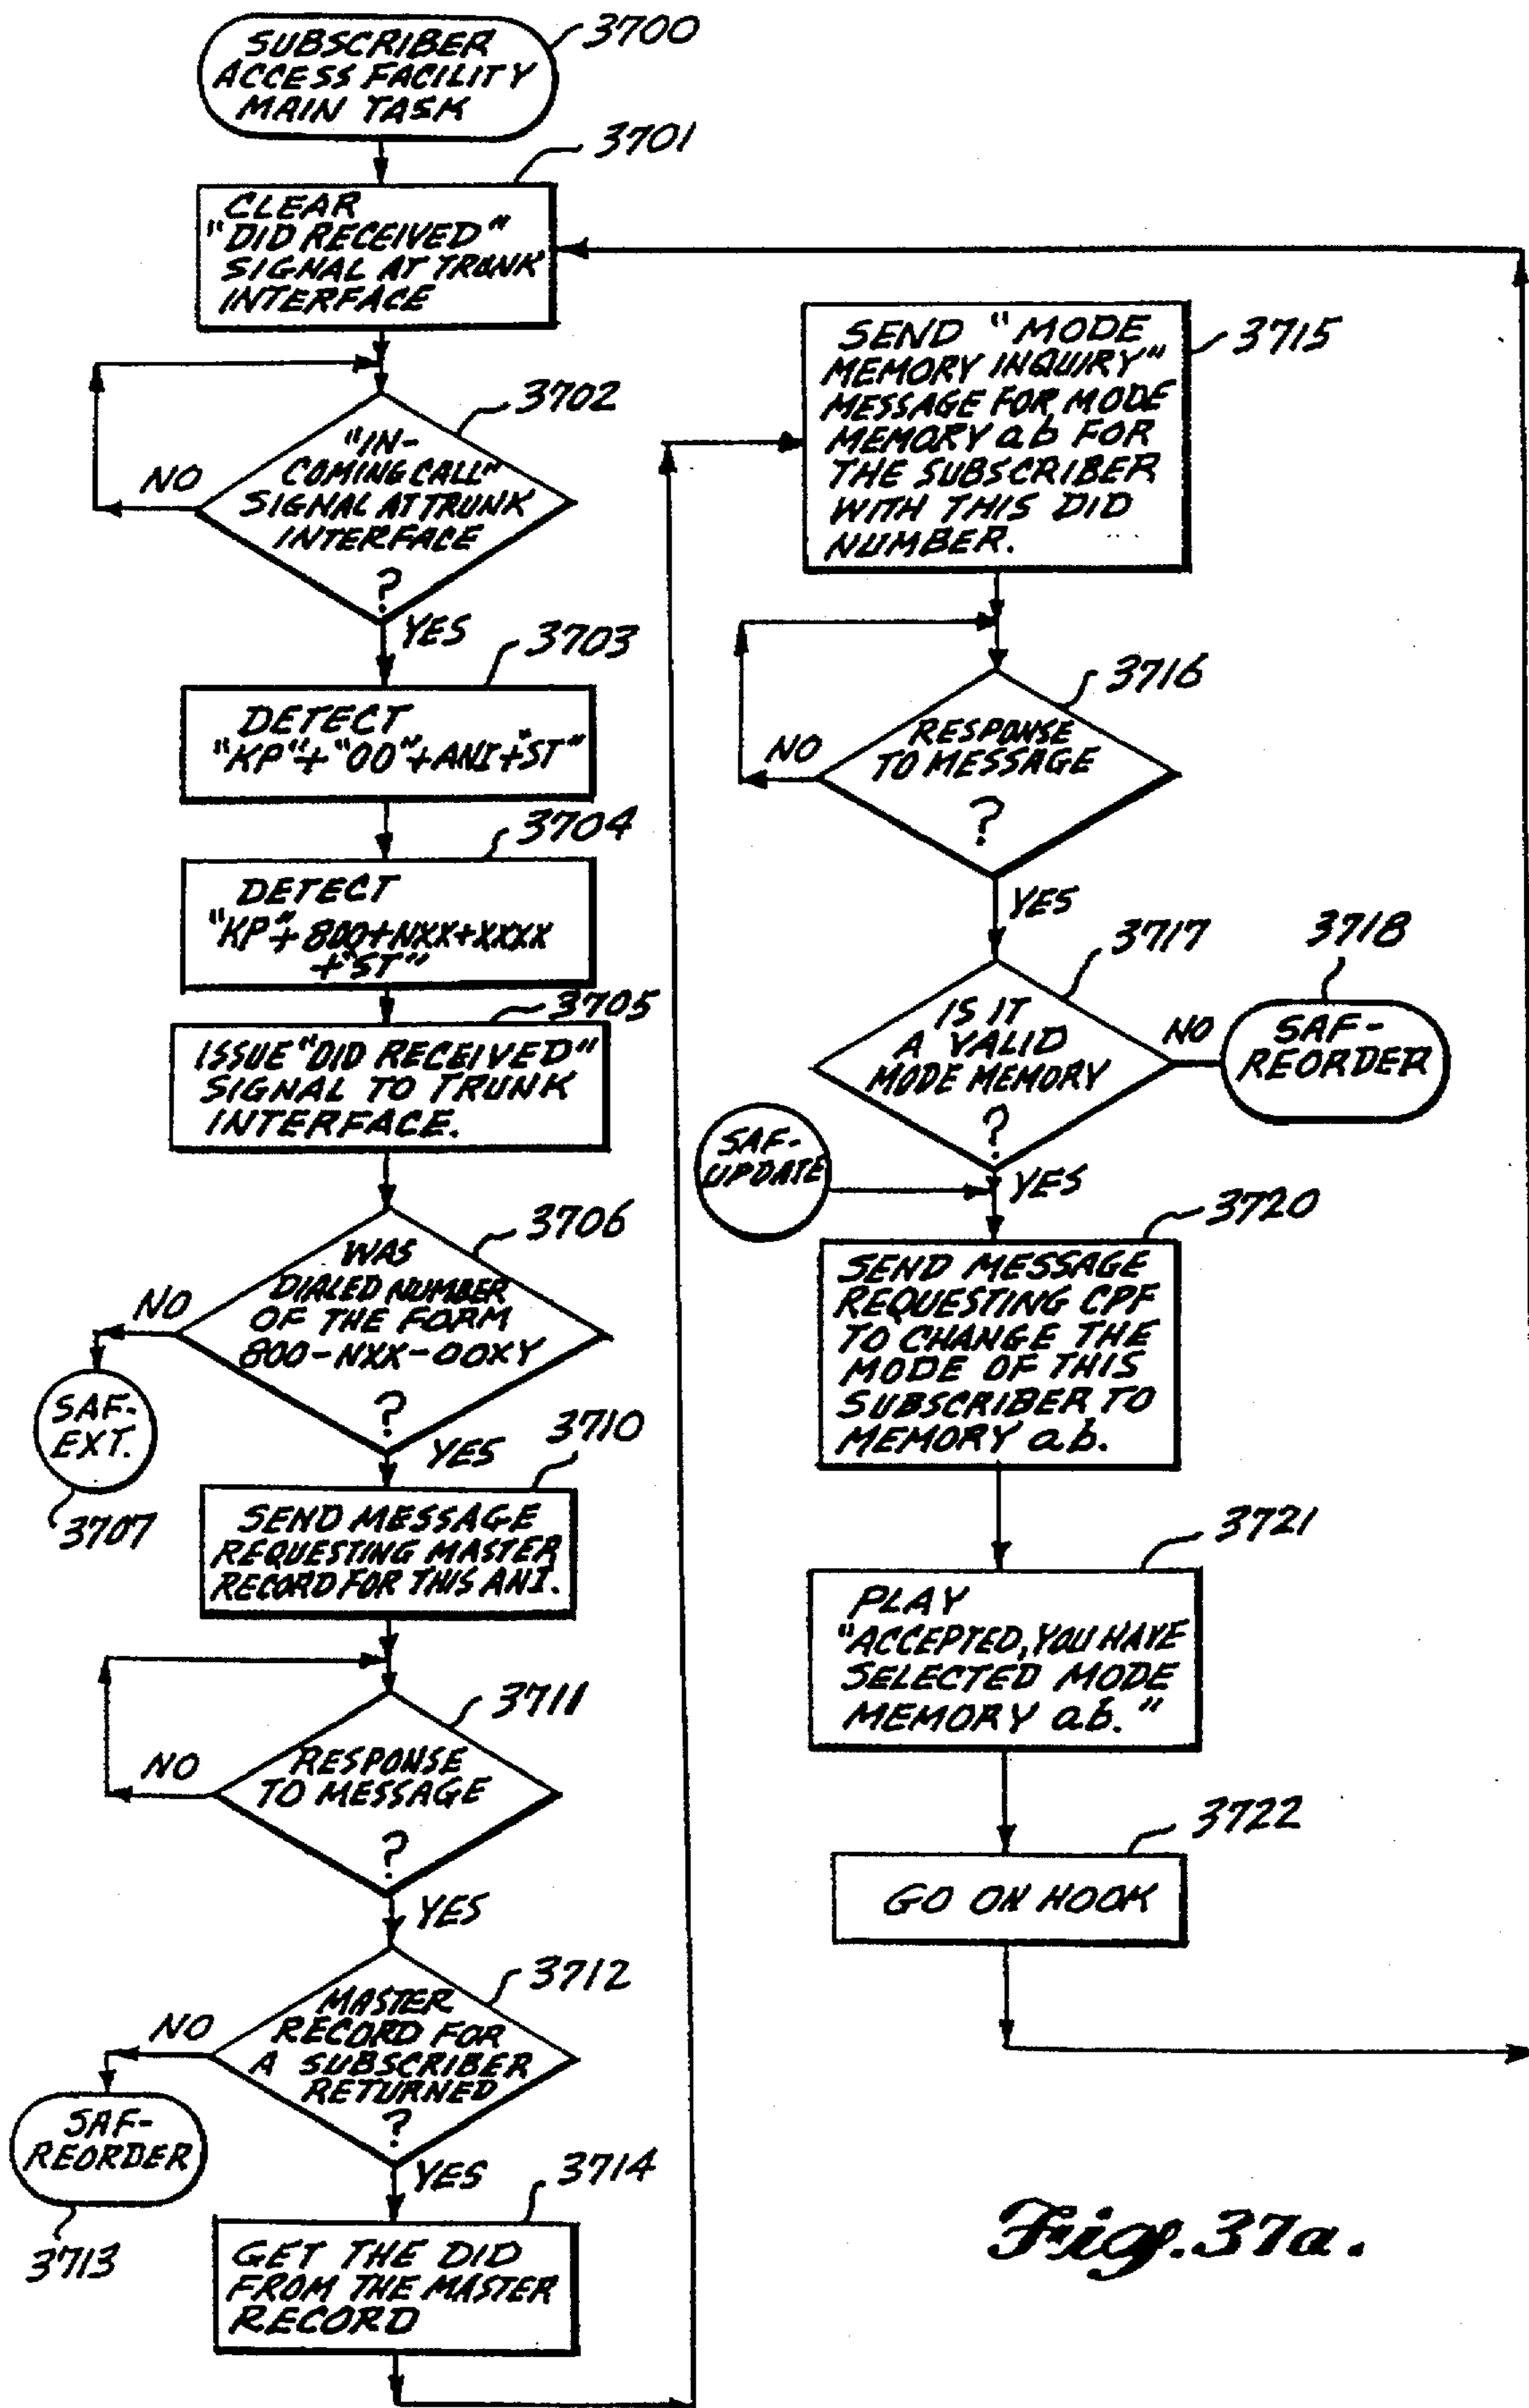 SUBSCRIBER
ACCESS FACILITY
MAIN TASK
3700
3701
CLEAR
"DID RECEIVED"
SIGNAL AT TRUNK
INTERFACE
3702
"IN-
COMING CALL"
SIGNAL AT TRUNK
INTERFACE
?
NO
YES
3703
DETECT
"KP"+"00"+ANI+"ST"
3704
DETECT
"KP"+800+NXX+XXXX
+"ST"
3705
ISSUE "DID RECEIVED"
SIGNAL TO TRUNK
INTERFACE.
3706
WAS
DIALED NUMBER
OF THE FORM
800-NXX-00XY
?
NO
SAF-
EXT.
3707
YES
3710
SEND MESSAGE
REQUESTING MASTER
RECORD FOR THIS ANI.
3711
RESPONSE
TO MESSAGE
?
NO
YES
3712
MASTER
RECORD FOR
A SUBSCRIBER
RETURNED
?
NO
SAF-
REORDER
3713
YES
3714
GET THE DID
FROM THE MASTER
RECORD
SEND "MODE
MEMORY INQUIRY"
MESSAGE FOR MODE
MEMORY ab FOR
THE SUBSCRIBER
WITH THIS DID
NUMBER.
3715
3716
RESPONSE
TO MESSAGE
?
NO
YES
3717
IS IT
A VALID
MODE MEMORY
?
NO
3718
SAF-
REORDER
SAF-
UPDATE
YES
3720
SEND MESSAGE
REQUESTING CPF
TO CHANGE THE
MODE OF THIS
SUBSCRIBER TO
MEMORY ab.
3721
PLAY
"ACCEPTED, YOU HAVE
SELECTED MODE
MEMORY ab."
3722
GO ON HOOK
Fig. 37a.